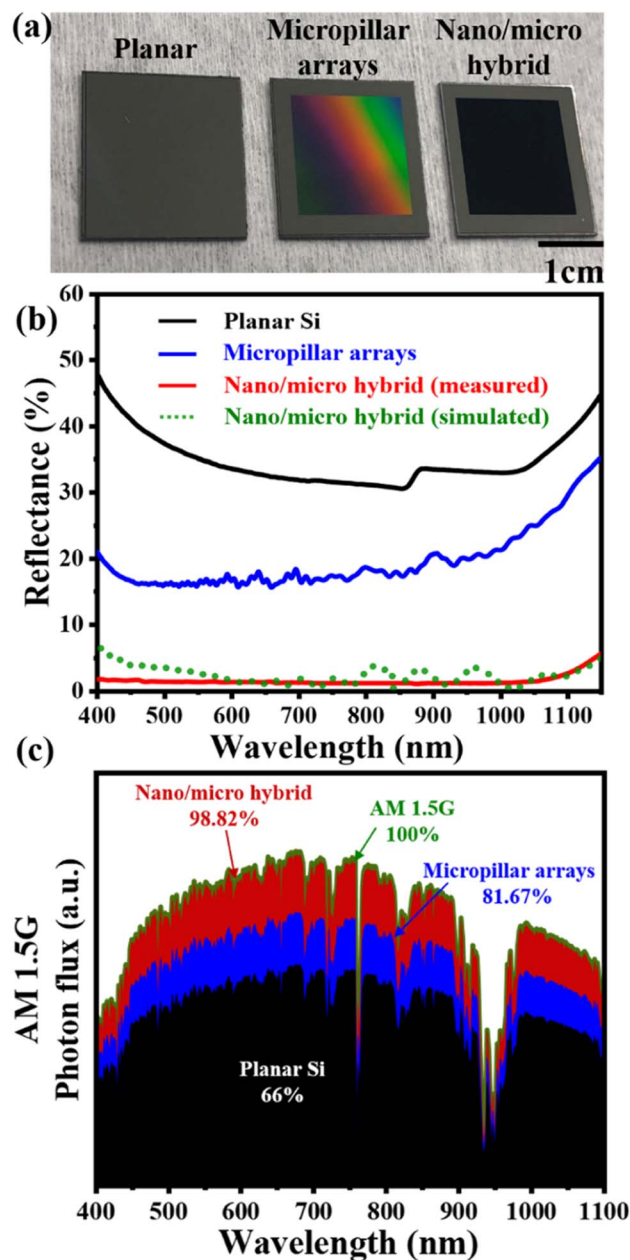 (a)
Planar
Micropillar
arrays
Nano/micro
hybrid
1cm
(b)
60
50
40
30
20
10
0
Reflectance (%)
Planar Si
Micropillar arrays
Nano/micro hybrid (measured)
Nano/micro hybrid (simulated)
400 500 600 700 800 900 1000 1100
Wavelength (nm)
(c)
AM 1.5G
Photon flux (a.u.)
Nano/micro hybrid
98.82%
AM 1.5G
100%
Micropillar arrays
81.67%
Planar Si
66%
400 500 600 700 800 900 1000 1100
Wavelength (nm)